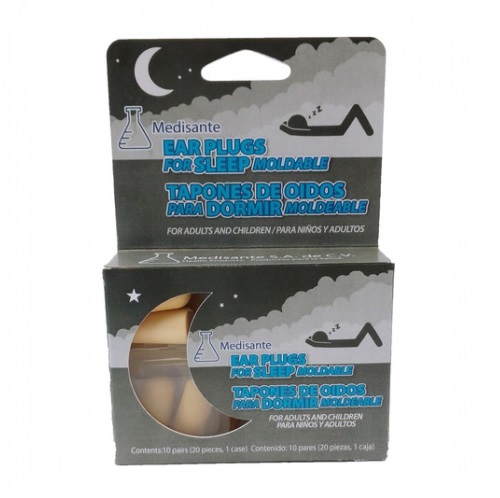 Medisante
EAR PLUGS
FOR SLEEP MOLDABLE
TAPONES DE OIDOS
PARA DORMIR MOLDEABLE
FOR ADULTS AND CHILDREN / PARA NIÑOS Y ADULTOS
Medisante S.A. de C.V.
Medisante
EAR PLUGS
FOR SLEEP MOLDABLE
TAPONES DE OIDOS
PARA DORMIR MOLDEABLE
FOR ADULTS AND CHILDREN
PARA NIÑOS Y ADULTOS
Contents: 10 pairs (20 pieces, 1 case) Contenido: 10 pares (20 piezas, 1 caja)